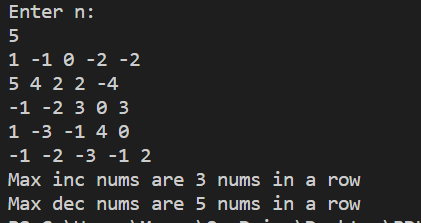 Enter n:
5
1 -1 0 -2 -2
5 4 2 2 -4
-1 -2 3 0 3
1 -3 -1 4 0
-1 -2 -3 -1 2
Max inc nums are 3 nums in a row
Max dec nums are 5 nums in a row